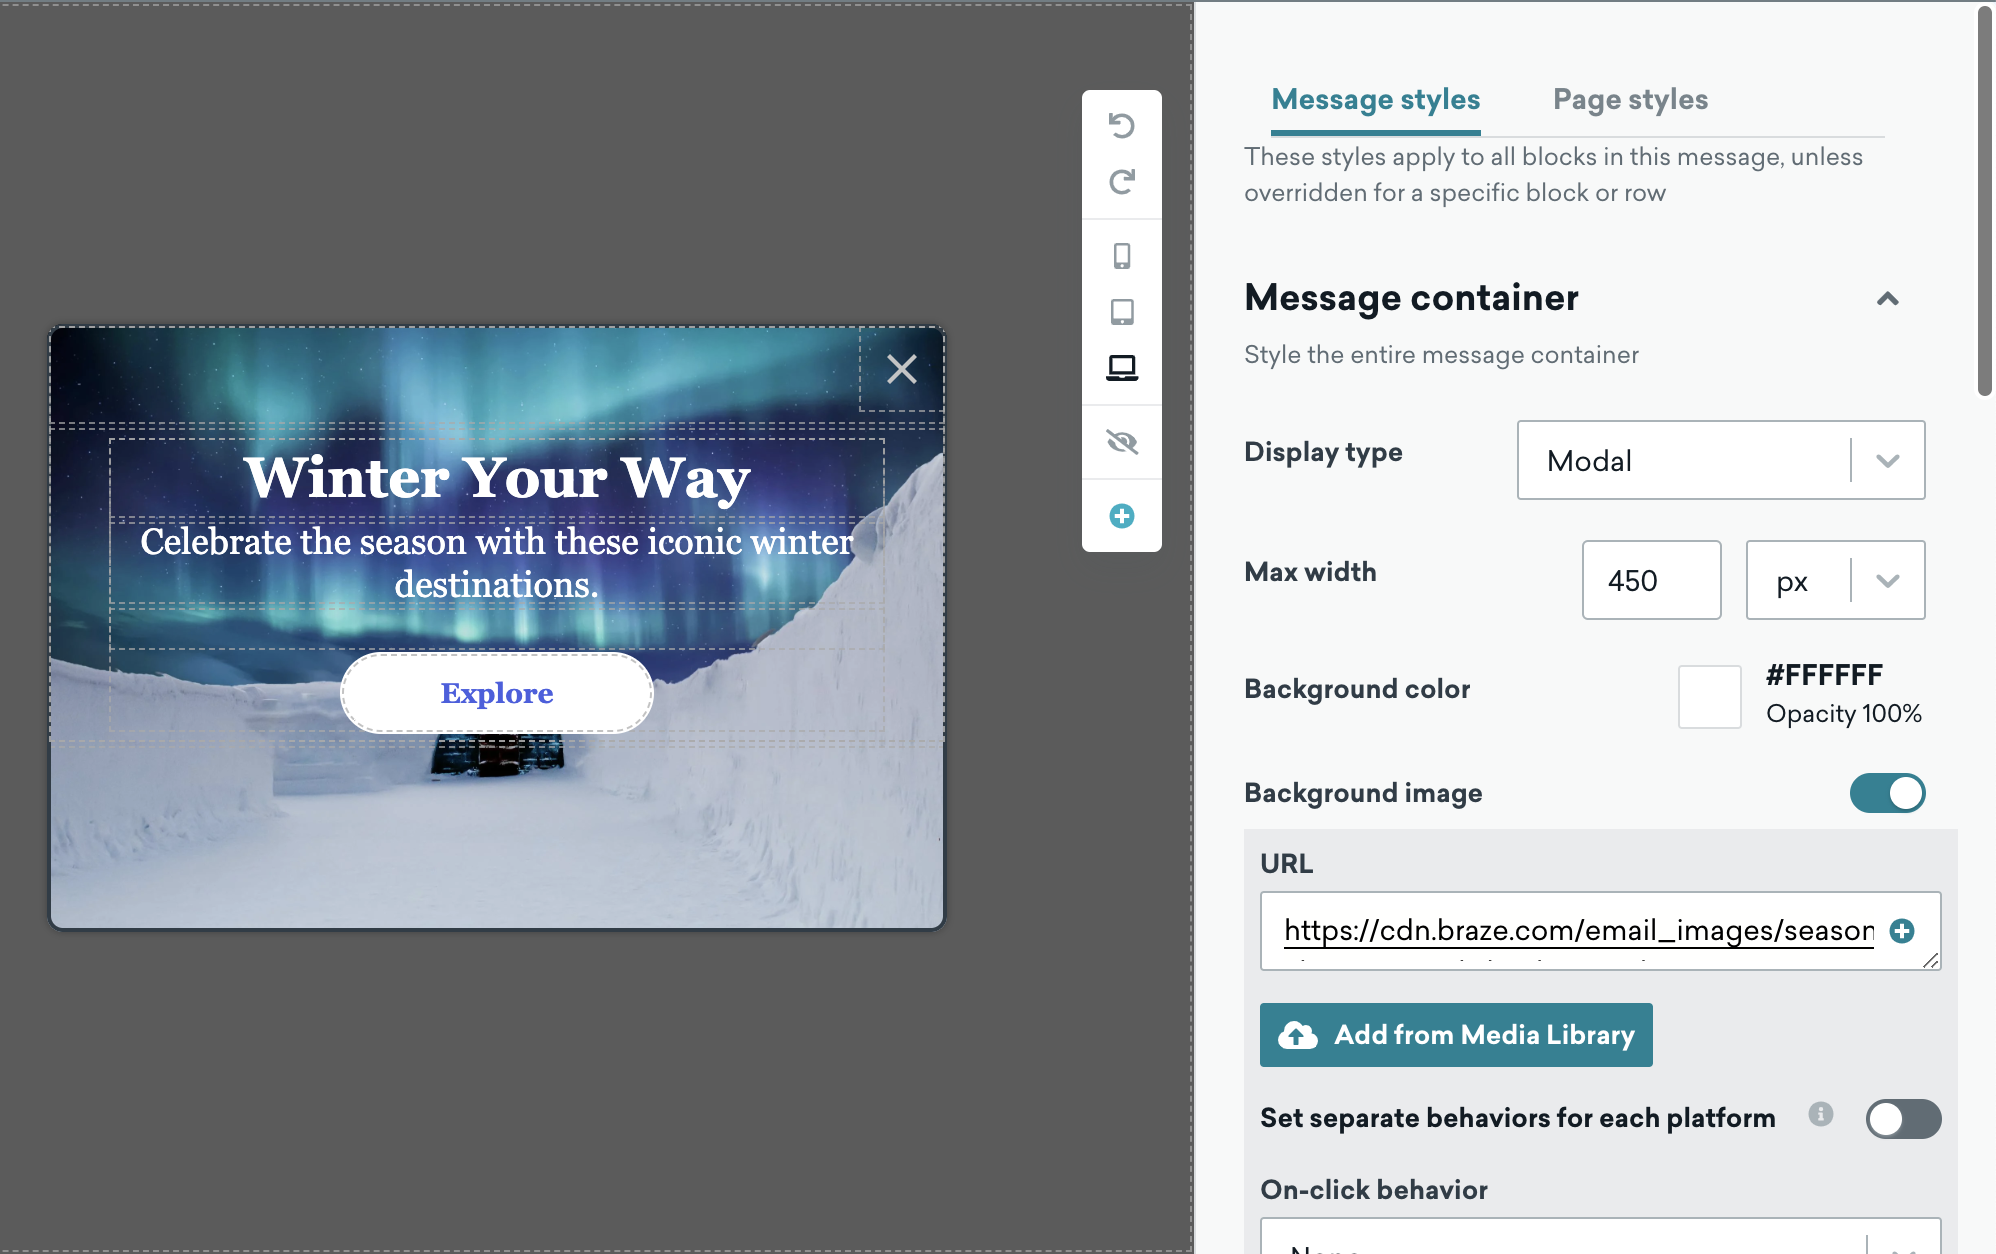 Winter Your Way
Celebrate the season with these iconic winter
destinations.
Explore
Message styles
Page styles
These styles apply to all blocks in this message, unless
overridden for a specific block or row
Message container
Style the entire message container
Display type
Modal
Max width
450
px
Background color
#FFFFFF
Opacity 100%
Background image
URL
https://cdn.braze.com/email_images/season
Add from Media Library
Set separate behaviors for each platform
On-click behavior